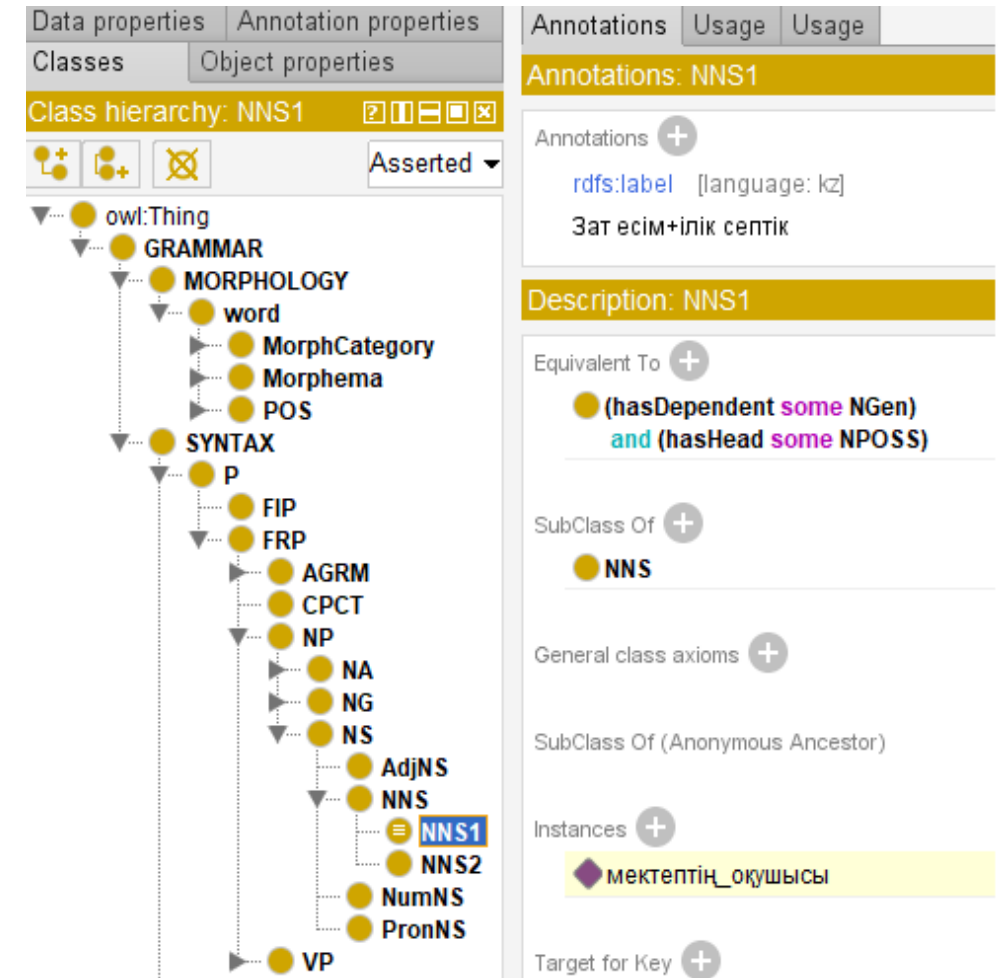 Data properties Annotation properties
Classes Object properties
Class hierarchy: NNS1
Asserted
owl:Thing
GRAMMAR
MORPHOLOGY
word
MorphCategory
Morphema
POS
SYNTAX
P
FIP
FRP
AGRM
CPCT
NP
NA
NG
NS
AdjNS
NNS
NNS1
NNS2
NumNS
PronNS
VP
Annotations Usage Usage
Annotations: NNS1
Annotations
rdfs:label [language: kz]
Зат есім+ілік септік
Description: NNS1
Equivalent To
(hasDependent some NGen)
and (hasHead some NPOSS)
SubClass Of
NNS
General class axioms
SubClass Of (Anonymous Ancestor)
Instances
мектептің_оқушысы
Target for Key